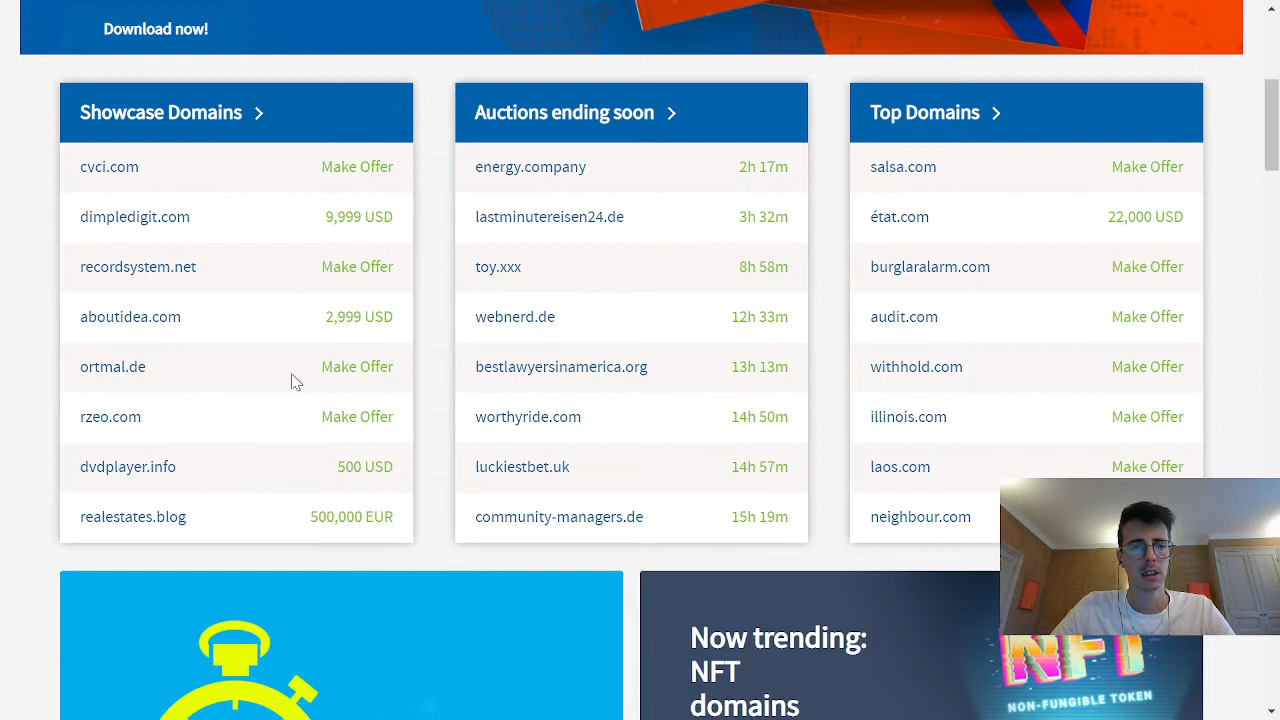 Download now!
Showcase Domains
cvci.com Make Offer
dimpledigit.com 9,999 USD
recordsystem.net Make Offer
aboutidea.com 2,999 USD
ortmal.de Make Offer
rzeo.com Make Offer
dvdplayer.info 500 USD
realestates.blog 500,000 EUR
Auctions ending soon
energy.company 2h 17m
lastminutereisen24.de 3h 32m
toy.xxx 8h 58m
webnerd.de 12h 33m
bestlawyersinamerica.org 13h 13m
worthyride.com 14h 50m
luckiestbet.uk 14h 57m
community-managers.de 15h 19m
Top Domains
salsa.com Make Offer
état.com 22,000 USD
burglaralarm.com Make Offer
audit.com Make Offer
withhold.com Make Offer
illinois.com Make Offer
laos.com Make Offer
neighbour.com
Now trending:
NFT
domains
NFT
NON-FUNGIBLE TOKEN